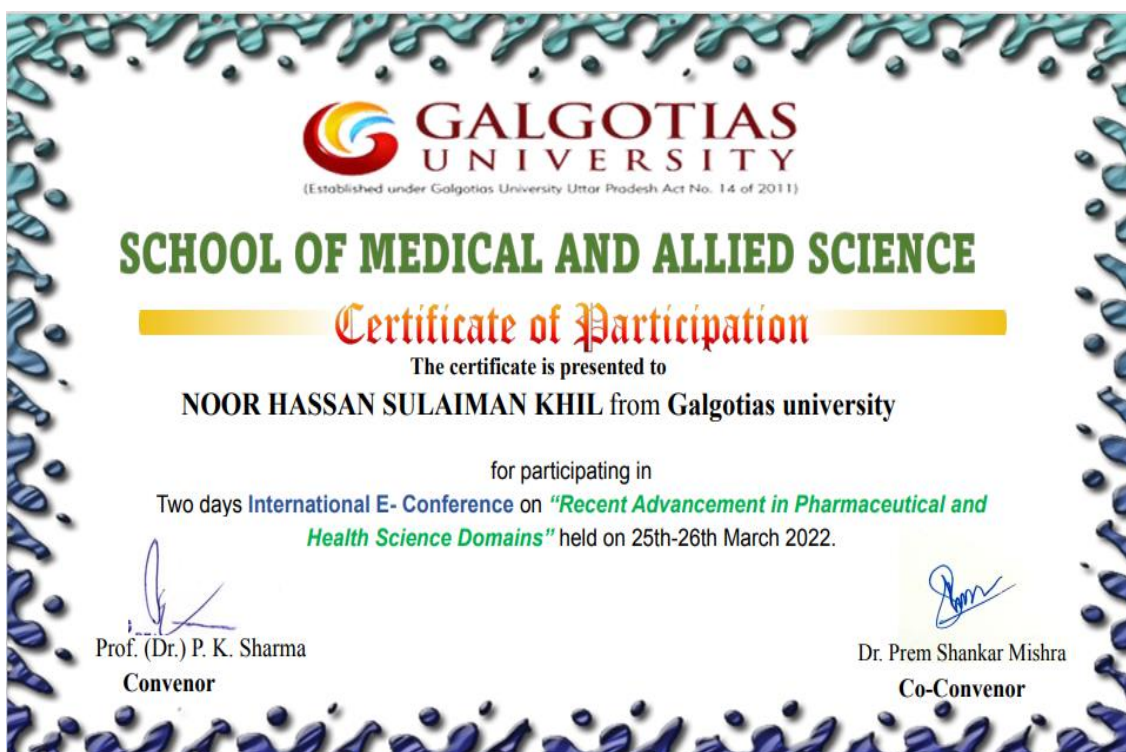 GALGOTIAS
UNIVERSITY
(Established under Galgotias University Uttar Pradesh Act No. 14 of 2011)
SCHOOL OF MEDICAL AND ALLIED SCIENCE
Certificate of Participation
The certificate is presented to
NOOR HASSAN SULAIMAN KHIL from Galgotias university
for participating in
Two days International E- Conference on “Recent Advancement in Pharmaceutical and
Health Science Domains” held on 25th-26th March 2022.
Prof. (Dr.) P. K. Sharma
Convenor
Dr. Prem Shankar Mishra
Co-Convenor